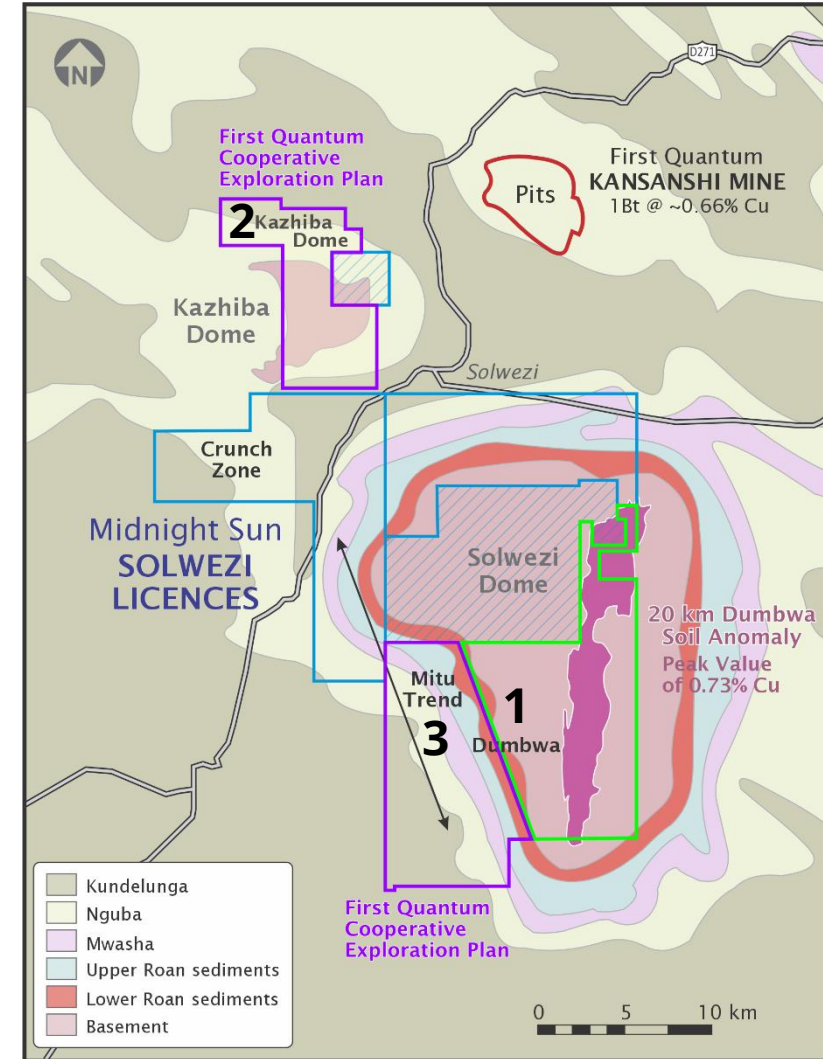 N
D271
First Quantum
Cooperative
Exploration Plan
First Quantum
KANSANSHI MINE
1Bt @ ~0.66% Cu
Pits
2
Kazhiba
Dome
Kazhiba
Dome
Solwezi
Crunch
Zone
Midnight Sun
SOLWEZI
LICENCES
Solwezi
Dome
20 km Dumbwa
Soil Anomaly
Peak Value
of 0.73% Cu
Mitu
Trend
3
1
Dumbwa
First Quantum
Cooperative
Exploration Plan
Kundelunga
Nguba
Mwasha
Upper Roan sediments
Lower Roan sediments
Basement
0 5 10 km